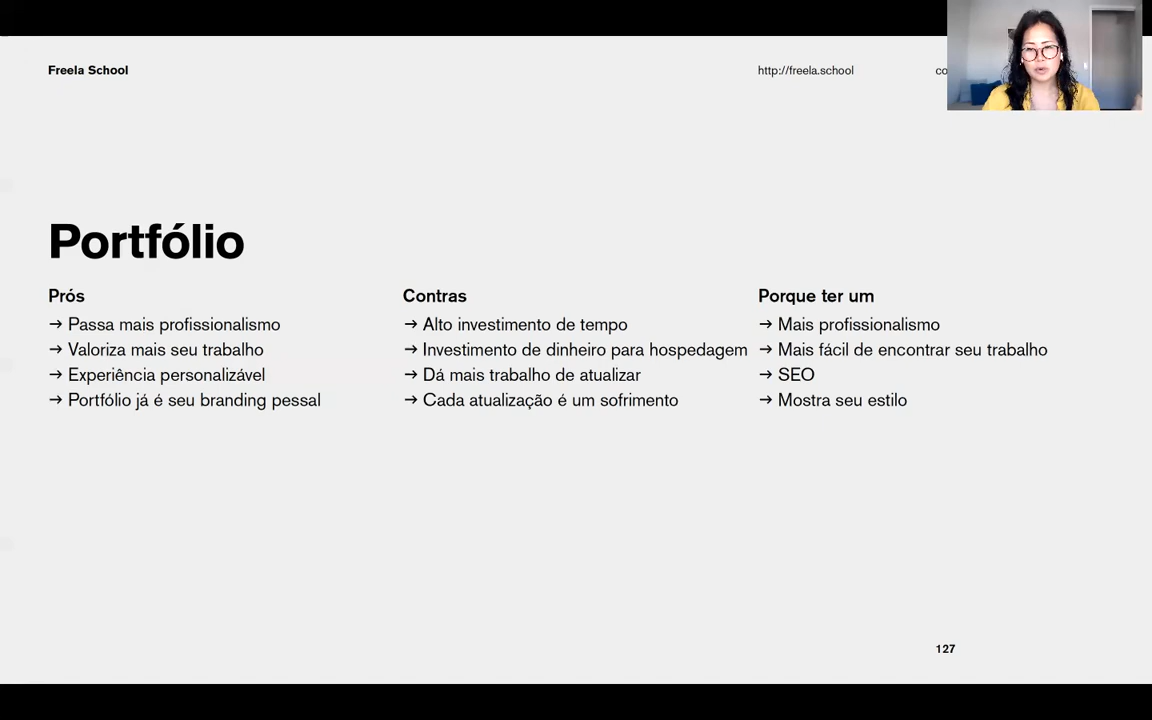 Freela School
http://freela.school
Portfólio
Prós
→ Passa mais profissionalismo
→ Valoriza mais seu trabalho
→ Experiência personalizável
→ Portfólio já é seu branding pessal
Contras
→ Alto investimento de tempo
→ Investimento de dinheiro para hospedagem
→ Dá mais trabalho de atualizar
→ Cada atualização é um sofrimento
Porque ter um
→ Mais profissionalismo
→ Mais fácil de encontrar seu trabalho
→ SEO
→ Mostra seu estilo
127